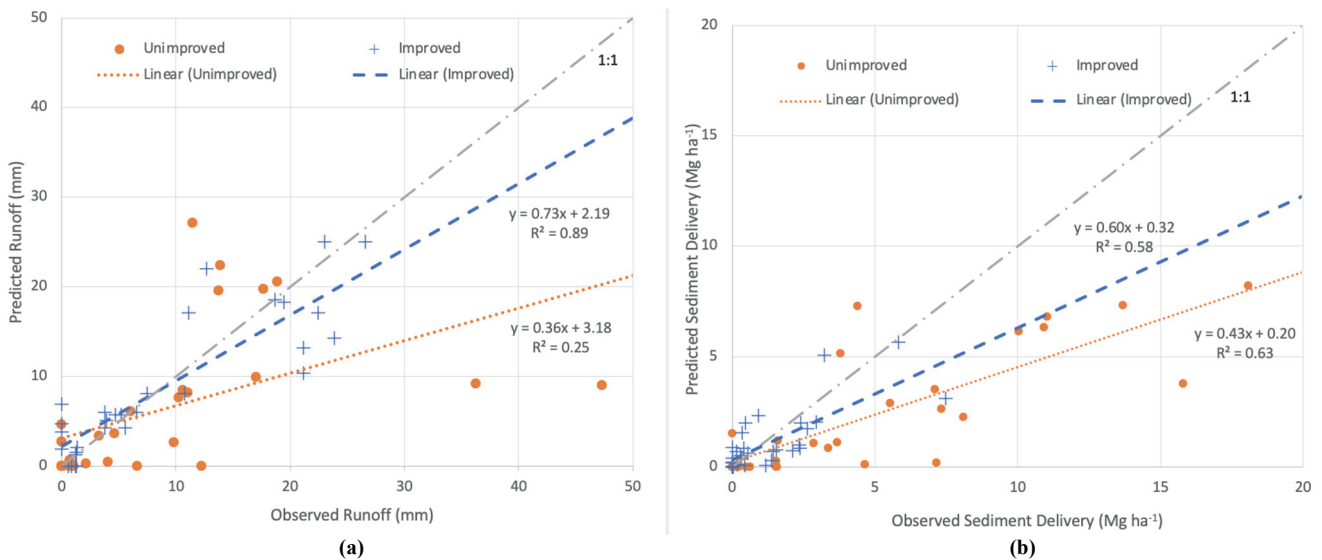 50
40
30
20
10
0
Predicted Runoff (mm)
Unimproved
Improved
Linear (Unimproved)
Linear (Improved)
1:1
y = 0.73x + 2.19
R² = 0.89
y = 0.36x + 3.18
R² = 0.25
0 10 20 30 40 50
Observed Runoff (mm)
(a)
20
15
10
5
0
Predicted Sediment Delivery (Mg ha⁻¹)
Unimproved
Improved
Linear (Unimproved)
Linear (Improved)
1:1
y = 0.60x + 0.32
R² = 0.58
y = 0.43x + 0.20
R² = 0.63
0 5 10 15 20
Observed Sediment Delivery (Mg ha⁻¹)
(b)